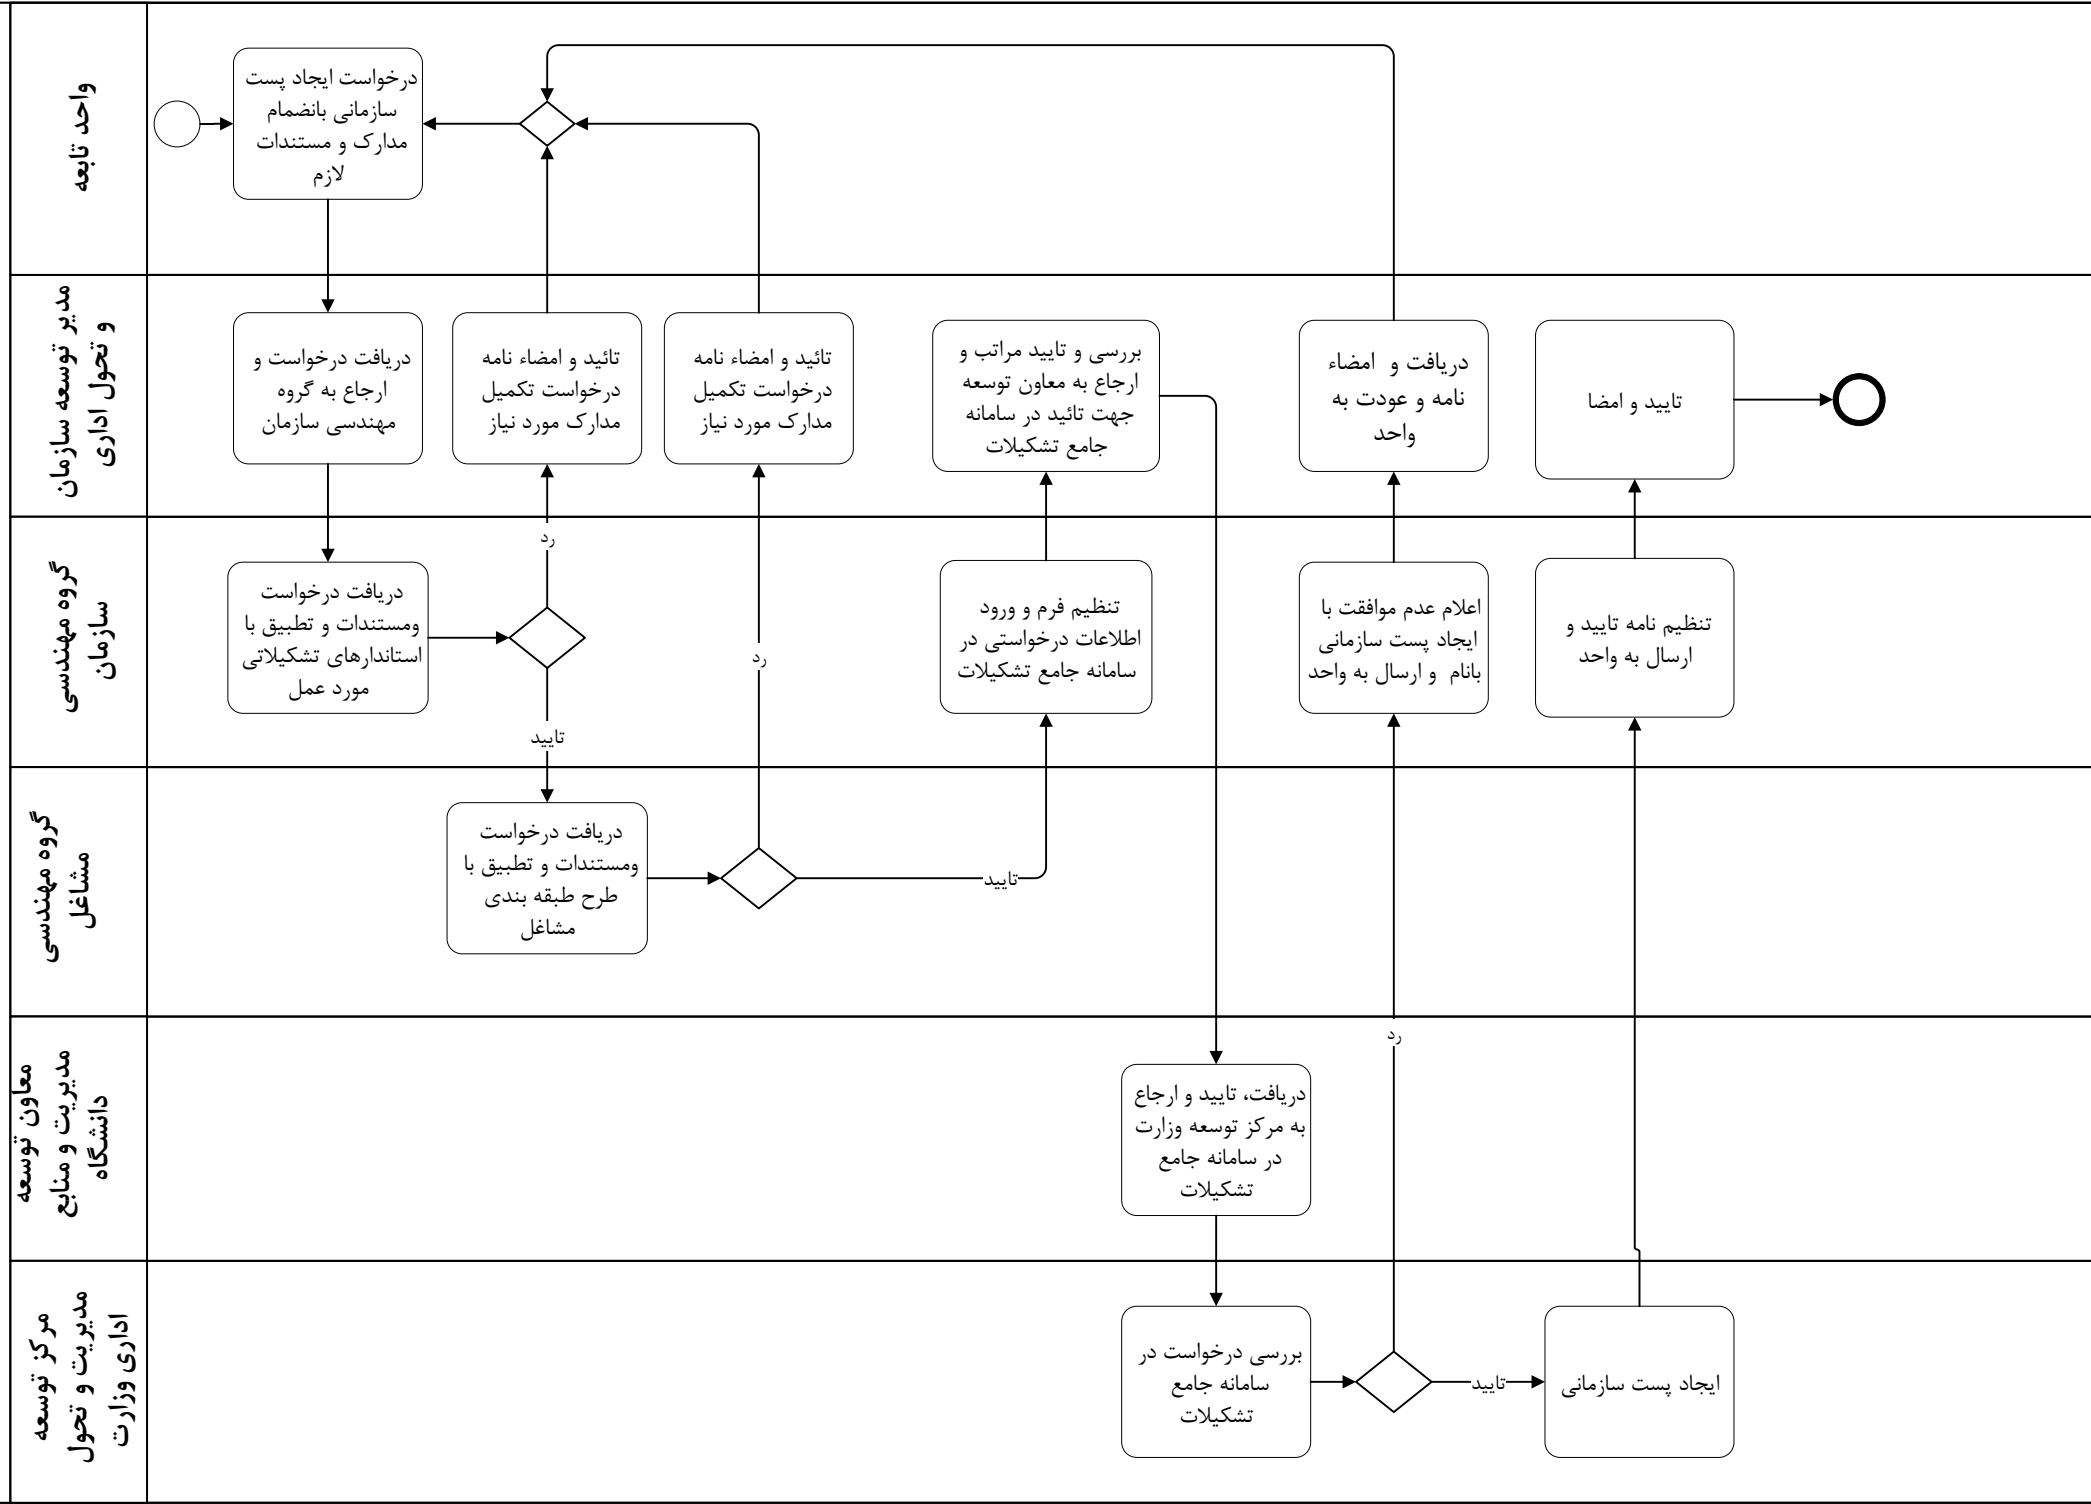 واحد تابعه
درخواست ایجاد پست
سازمانی بانضمام
مدارک و مستندات
لازم
مدیر توسعه سازمان
و تحول اداری
دریافت درخواست و
ارجاع به گروه
مهندسی سازمان
تائید و امضاء نامه
درخواست تکمیل
مدارک مورد نیاز
تائید و امضاء نامه
درخواست تکمیل
مدارک مورد نیاز
بررسی و تایید مراتب و
ارجاع به معاون توسعه
جهت تائید در سامانه
جامع تشکیلات
دریافت و امضاء
نامه و عودت به
واحد
تایید و امضا
گروه مهندسی
سازمان
دریافت درخواست
ومستندات و تطبیق با
استاندارهای تشکیلاتی
مورد عمل
رد
تایید
رد
تنظیم فرم و ورود
اطلاعات درخواستی در
سامانه جامع تشکیلات
اعلام عدم موافقت با
ایجاد پست سازمانی
بانام و ارسال به واحد
تنظیم نامه تایید و
ارسال به واحد
گروه مهندسی
مشاغل
دریافت درخواست
ومستندات و تطبیق با
طرح طبقه بندی
مشاغل
تایید
معاون توسعه
مدیریت و منابع
دانشگاه
دریافت، تایید و ارجاع
به مرکز توسعه وزارت
در سامانه جامع
تشکیلات
رد
مرکز توسعه
مدیریت و تحول
اداری وزارت
بررسی درخواست در
سامانه جامع
تشکیلات
تایید
ایجاد پست سازمانی